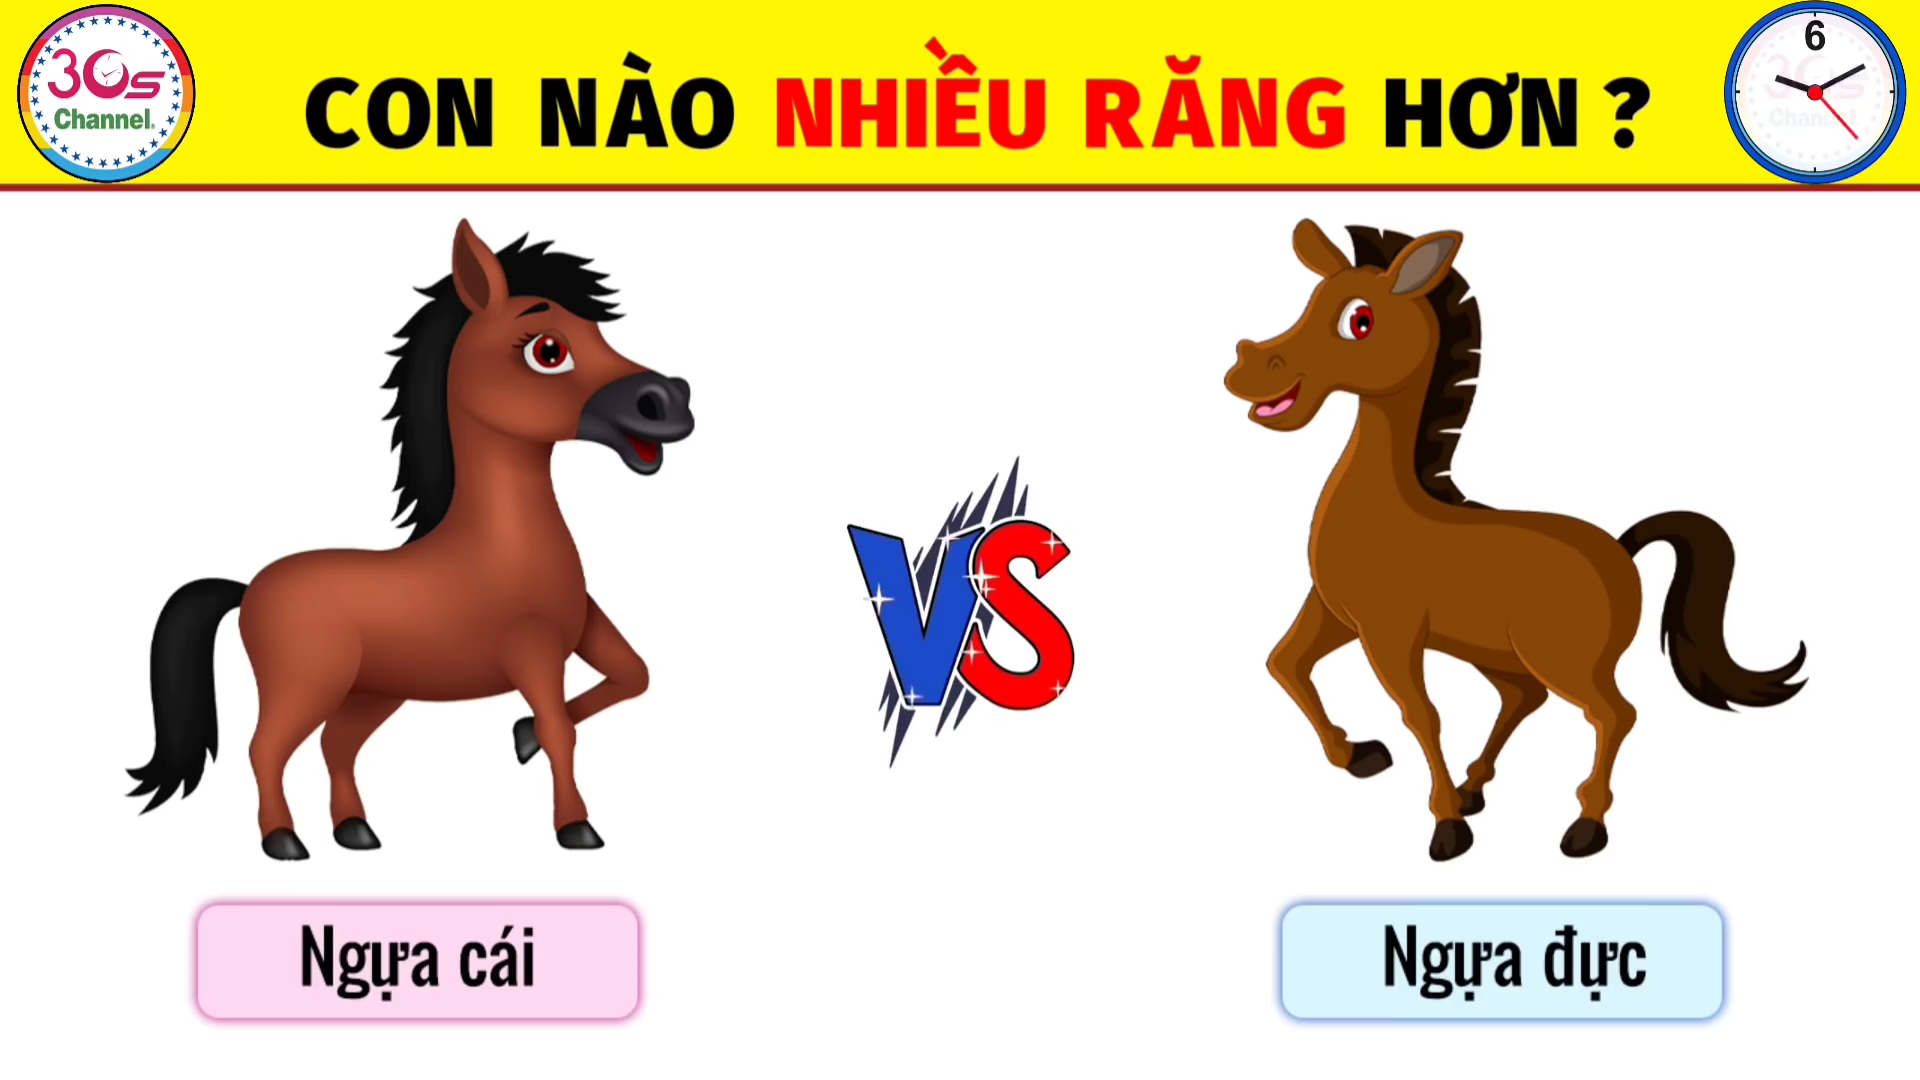 30s
Channel.
CON NÀO NHIỀU RĂNG HƠN ?
6
VS
Ngựa cái
Ngựa đực